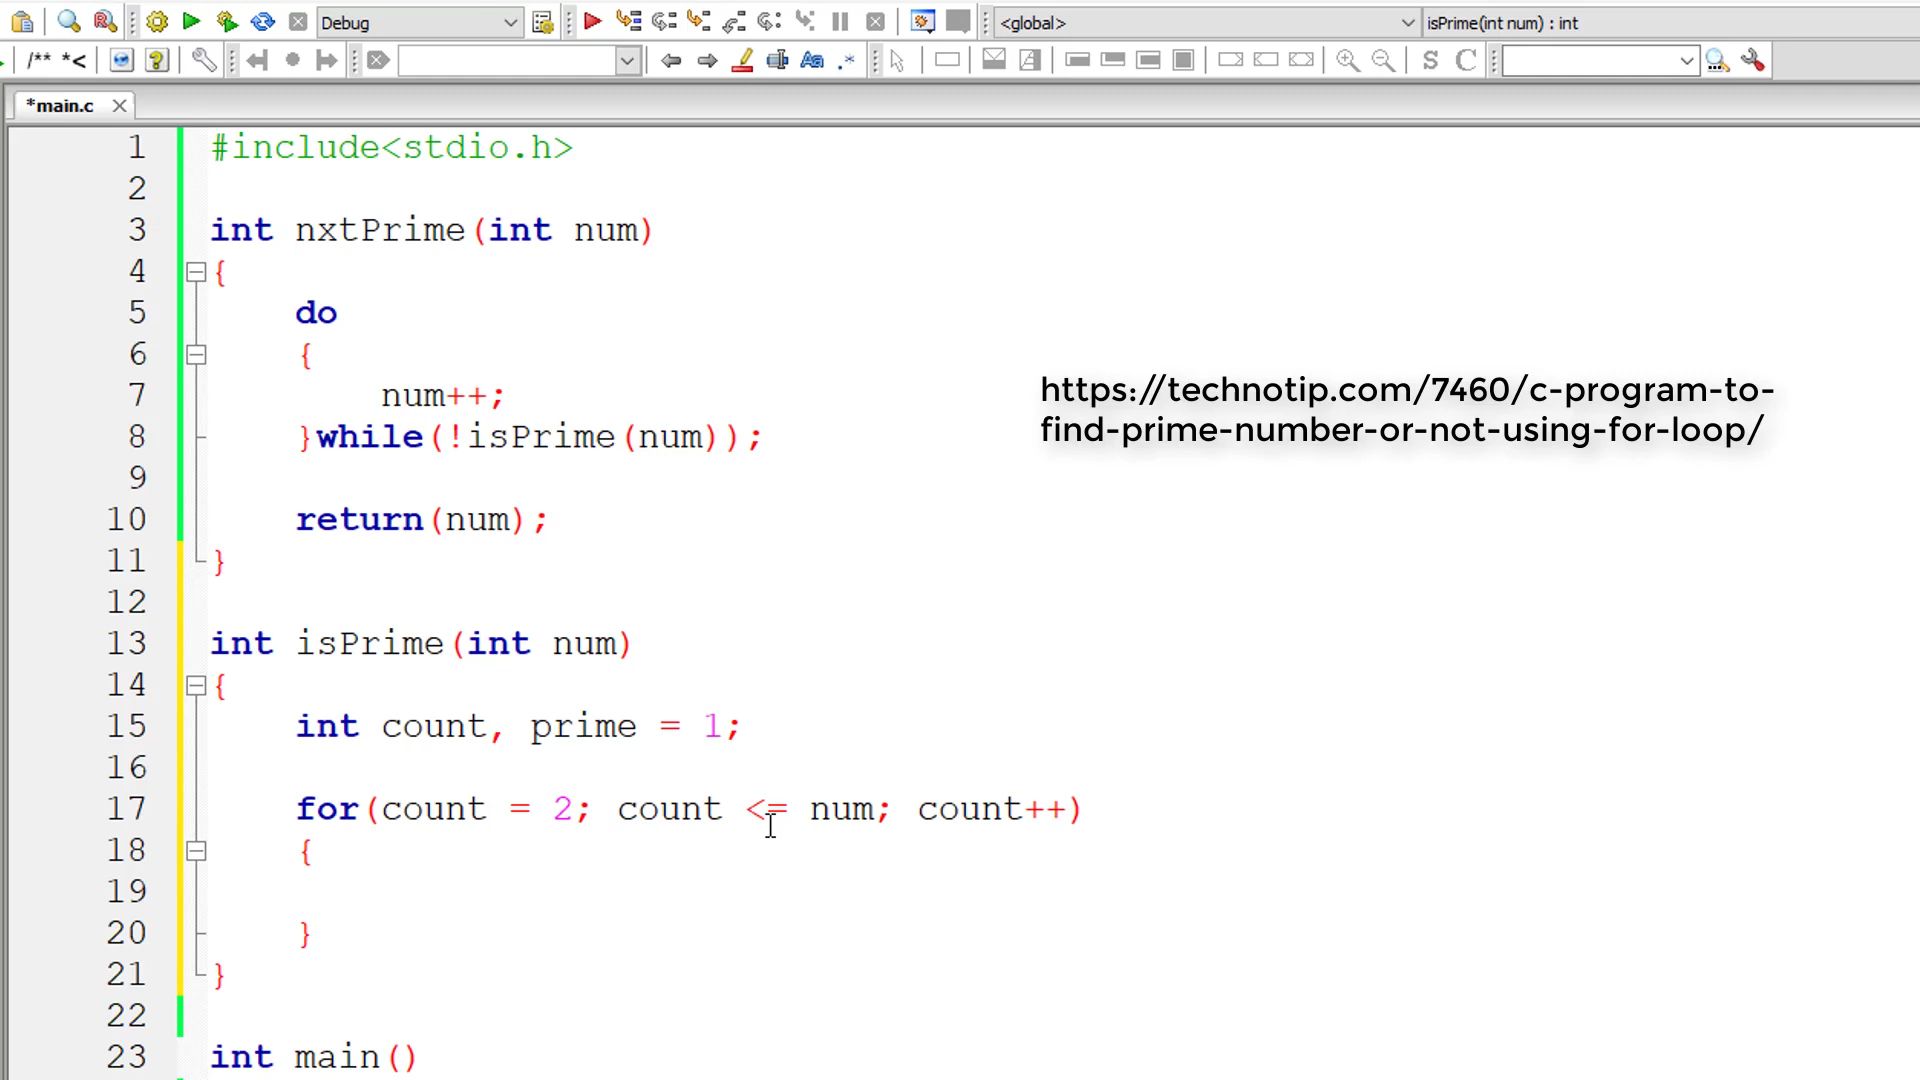 Debug
<global>
isPrime(int num) : int
/** *<
Aa
.*
S
C
*main.c
1 #include<stdio.h>
2
3 int nxtPrime(int num)
4 {
5 do
6 {
7 num++;
8 }while(!isPrime(num));
9
10 return(num);
11 }
12
13 int isPrime(int num)
14 {
15 int count, prime = 1;
16
17 for(count = 2; count <= num; count++)
18 {
19
20 }
21 }
22
23 int main()
https://technotip.com/7460/c-program-to-
find-prime-number-or-not-using-for-loop/